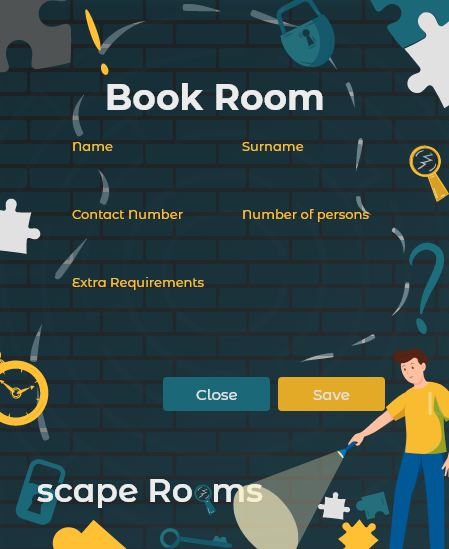 Book Room
Name Surname
Contact Number Number of persons
Extra Requirements
Close Save
scape Rooms